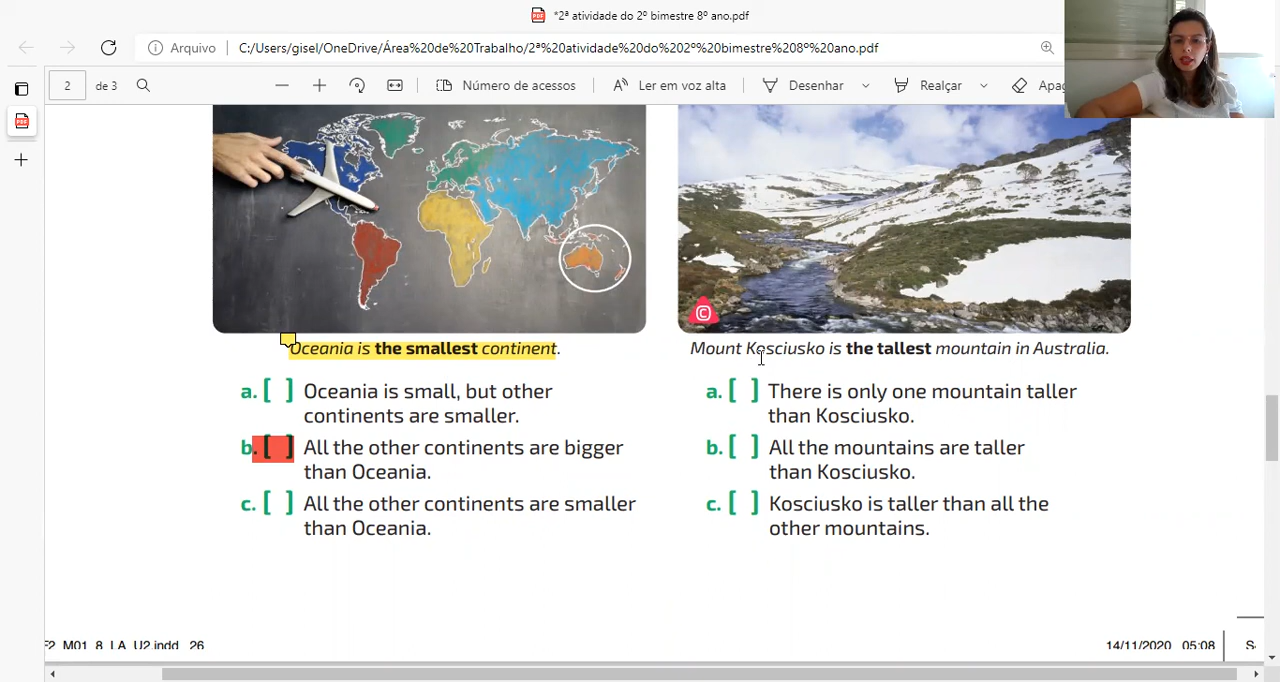 *2ª atividade do 2º bimestre 8º ano.pdf
Arquivo C:/Users/gisel/OneDrive/Área%20de%20Trabalho/2ª%20atividade%20do%202º%20bimestre%208º%20ano.pdf
2 de 3 Número de acessos Ler em voz alta Desenhar Realçar Apag
Oceania is the smallest continent.
a. [ ] Oceania is small, but other
continents are smaller.
b. [ ] All the other continents are bigger
than Oceania.
c. [ ] All the other continents are smaller
than Oceania.
©
Mount Kosciusko is the tallest mountain in Australia.
a. [ ] There is only one mountain taller
than Kosciusko.
b. [ ] All the mountains are taller
than Kosciusko.
c. [ ] Kosciusko is taller than all the
other mountains.
F2_M01_8_LA_U2.indd 26
14/11/2020 05:08